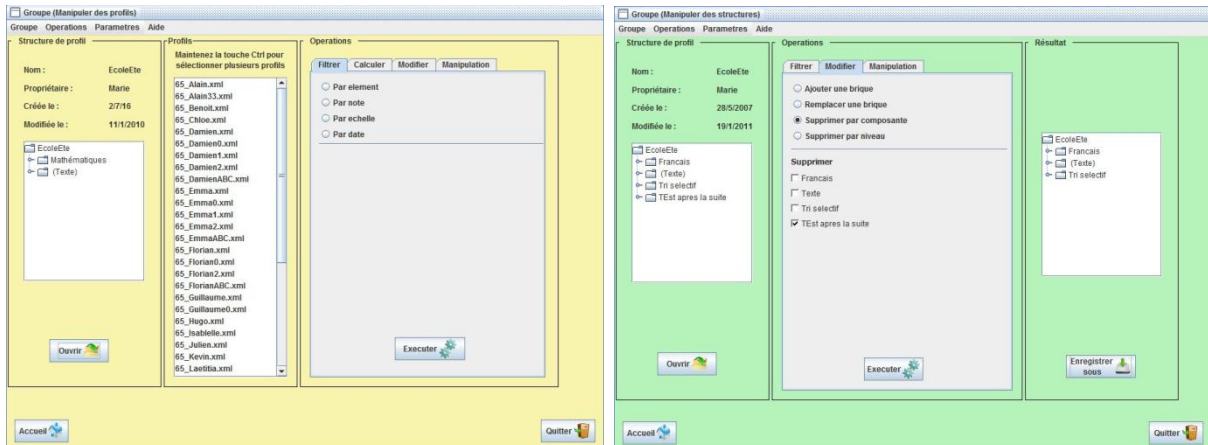 Groupe (Manipuler des profils)
Groupe Operations Parametres Aide
Structure de profil
Nom : EcoleEte
Propriétaire : Marie
Créée le : 2/7/16
Modifiée le : 11/1/2010
EcoleEte
Mathématiques
(Texte)
Ouvrir
Profils
Maintenez la touche Ctrl pour
sélectionner plusieurs profils
65_Alain.xml
65_Alain33.xml
65_Benoit.xml
65_Chloe.xml
65_Damien.xml
65_Damien0.xml
65_Damien1.xml
65_Damien2.xml
65_DamienABC.xml
65_Emma.xml
65_Emma0.xml
65_Emma1.xml
65_Emma2.xml
65_EmmaABC.xml
65_Florian.xml
65_Florian0.xml
65_Florian2.xml
65_FlorianABC.xml
65_Guillaume.xml
65_Guillaume0.xml
65_Hugo.xml
65_Isabielle.xml
65_Julien.xml
65_Kevin.xml
65_Laetitia.xml
Operations
Filtrer Calculer Modifier Manipulation
Par element
Par note
Par echelle
Par date
Executer
Accueil
Quitter
Groupe (Manipuler des structures)
Groupe Operations Parametres Aide
Structure de profil
Nom : EcoleEte
Propriétaire : Marie
Créée le : 28/5/2007
Modifiée le : 19/1/2011
EcoleEte
Francais
(Texte)
Tri selectif
TEst apres la suite
Ouvrir
Operations
Filtrer Modifier Manipulation
Ajouter une brique
Remplacer une brique
Supprimer par composante
Supprimer par niveau
Supprimer
Francais
Texte
Tri selectif
TEst apres la suite
Executer
Résultat
EcoleEte
Francais
(Texte)
Tri selectif
Enregistrer
sous
Accueil
Quitter